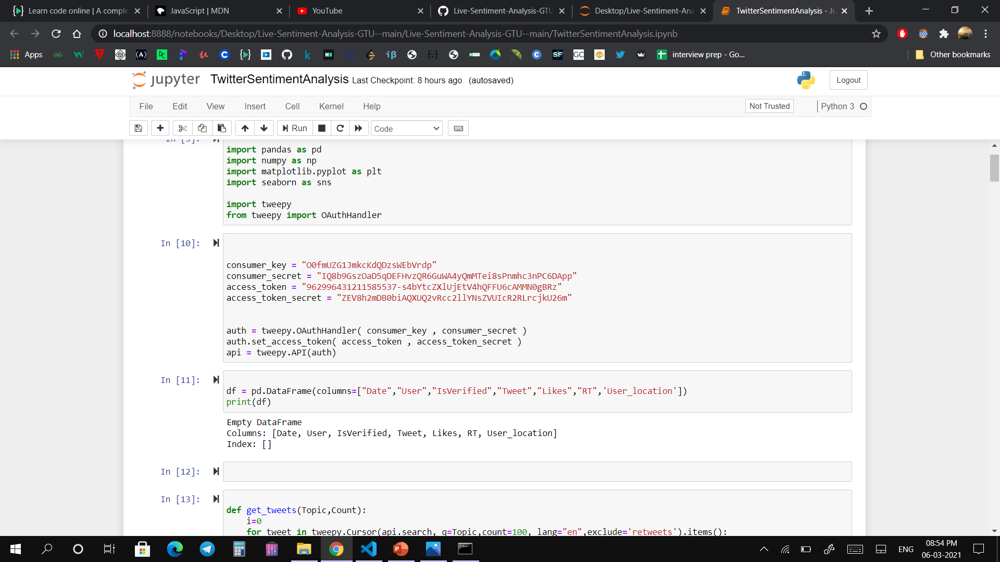 Learn code online | A comple
JavaScript | MDN
YouTube
Live-Sentiment-Analysis-GTU
Desktop/Live-Sentiment-Ana
TwitterSentimentAnalysis - Ju
localhost:8888/notebooks/Desktop/Live-Sentiment-Analysis-GTU--main/Live-Sentiment-Analysis-GTU--main/TwitterSentimentAnalysis.ipynb
Apps
interview prep - Go...
Other bookmarks
jupyter TwitterSentimentAnalysis Last Checkpoint: 8 hours ago (autosaved)
Logout
File Edit View Insert Cell Kernel Help
Not Trusted
Python 3
Run
Code
import pandas as pd
import numpy as np
import matplotlib.pyplot as plt
import seaborn as sns
import tweepy
from tweepy import OAuthHandler
In [10]:
consumer_key = "O0fmUZG1JmkcKdQDzsWEbVrdp"
consumer_secret = "IQ8b9GszOaD5qDEFHvzQR6GuWA4yQmMTei8sPnmhc3nPC6DApp"
access_token = "962996431211585537-s4bYtcZXlUjEtV4hQFFU6cAMMN0gBRz"
access_token_secret = "ZEV8h2mDB0biAQXUQ2vRcc2llYNsZVUIcR2RLrcjkU26m"
auth = tweepy.OAuthHandler( consumer_key , consumer_secret )
auth.set_access_token( access_token , access_token_secret )
api = tweepy.API(auth)
In [11]:
df = pd.DataFrame(columns=["Date","User","IsVerified","Tweet","Likes","RT",'User_location'])
print(df)
Empty DataFrame
Columns: [Date, User, IsVerified, Tweet, Likes, RT, User_location]
Index: []
In [12]:
In [13]:
def get_tweets(Topic,Count):
i=0
for tweet in tweepy.Cursor(api.search, q=Topic,count=100, lang="en",exclude='retweets').items():
ENG
08:54 PM
06-03-2021